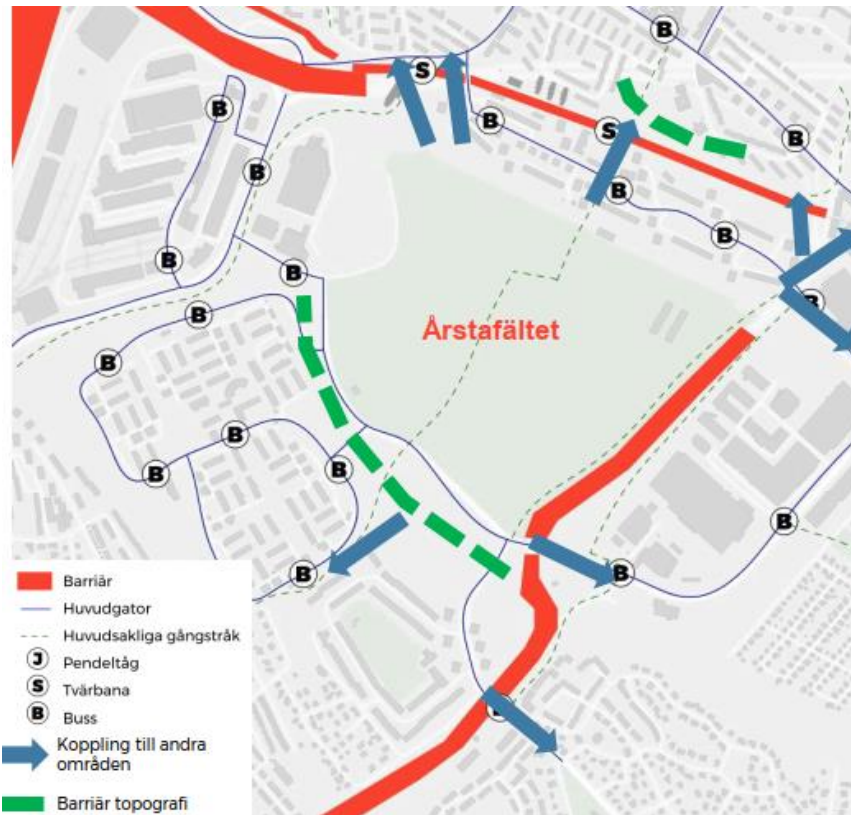 B
S
B
B
S
B
B
B
B
B
B
B
B
Årstafältet
B
B
B
B
B
B
B
Barriär
Huvudgator
Huvudsakliga gångstråk
J Pendeltåg
S Tvärbana
B Buss
Koppling till andra
områden
Barriär topografi